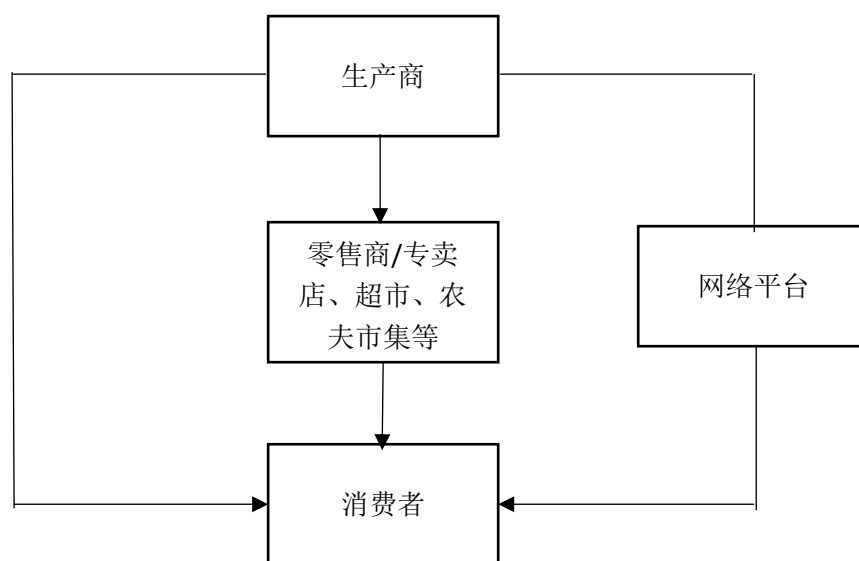 生产商
零售商/专卖
店、超市、农
夫市集等
网络平台
消费者